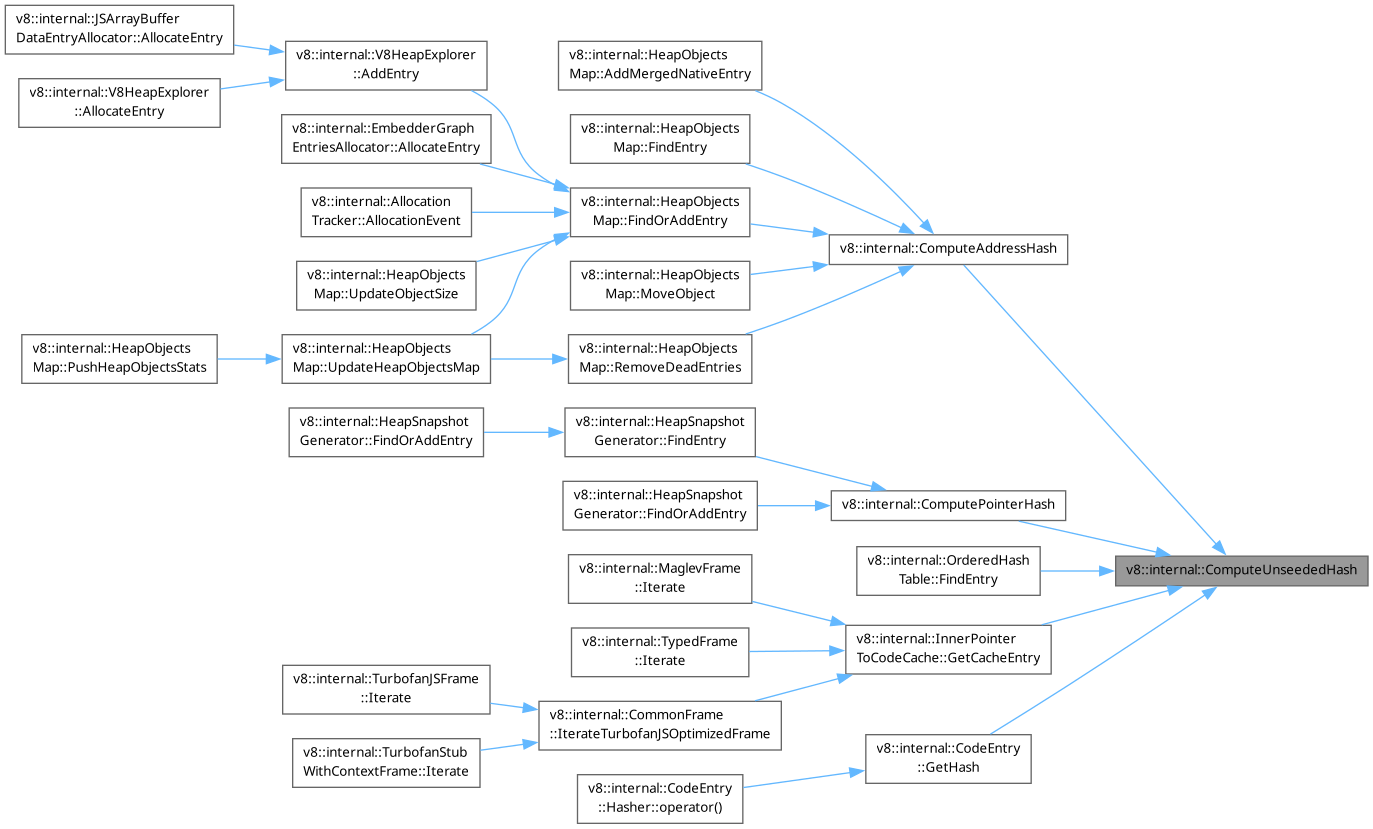 v8::internal::JSArrayBuffer
DataEntryAllocator::AllocateEntry
v8::internal::V8HeapExplorer
::AllocateEntry
v8::internal::HeapObjects
Map::PushHeapObjectsStats
v8::internal::V8HeapExplorer
::AddEntry
v8::internal::EmbedderGraph
EntriesAllocator::AllocateEntry
v8::internal::Allocation
Tracker::AllocationEvent
v8::internal::HeapObjects
Map::UpdateObjectSize
v8::internal::HeapObjects
Map::UpdateHeapObjectsMap
v8::internal::HeapSnapshot
Generator::FindOrAddEntry
v8::internal::TurbofanJSFrame
::Iterate
v8::internal::TurbofanStub
WithContextFrame::Iterate
v8::internal::HeapObjects
Map::AddMergedNativeEntry
v8::internal::HeapObjects
Map::FindEntry
v8::internal::HeapObjects
Map::FindOrAddEntry
v8::internal::HeapObjects
Map::MoveObject
v8::internal::HeapObjects
Map::RemoveDeadEntries
v8::internal::HeapSnapshot
Generator::FindEntry
v8::internal::HeapSnapshot
Generator::FindOrAddEntry
v8::internal::MaglevFrame
::Iterate
v8::internal::TypedFrame
::Iterate
v8::internal::CommonFrame
::IterateTurbofanJSOptimizedFrame
v8::internal::CodeEntry
::Hasher::operator()
v8::internal::ComputeAddressHash
v8::internal::ComputePointerHash
v8::internal::OrderedHash
Table::FindEntry
v8::internal::InnerPointer
ToCodeCache::GetCacheEntry
v8::internal::CodeEntry
::GetHash
v8::internal::ComputeUnseededHash